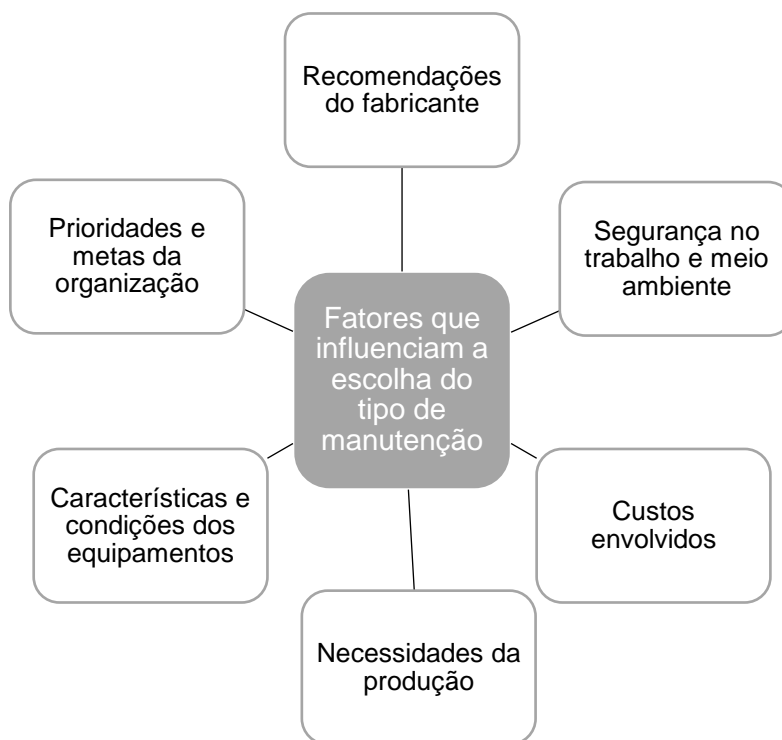 Recomendações
do fabricante
Prioridades e
metas da
organização
Segurança no
trabalho e meio
ambiente
Fatores que
influenciam a
escolha do
tipo de
manutenção
Características e
condições dos
equipamentos
Custos
envolvidos
Necessidades da
produção